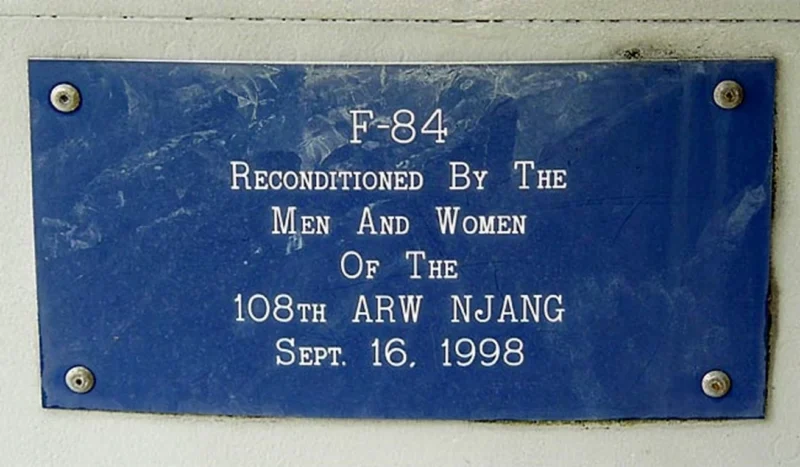 F-84
Reconditioned By The
Men And Women
Of The
108th ARW NJANG
Sept. 16, 1998